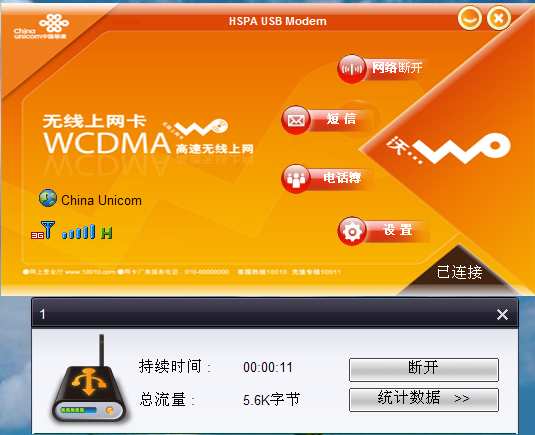 HSPA USB Modem
China
unicom中国联通
网络断开
无线上网卡
WCDMA 高速无线上网
短信
沃...
电话簿
China Unicom
3G H
设置
已连接
●网上营业厅 www.10010.com ●网卡厂商服务电话：010-00000000 客服热线10010 充值专线10011
1
持续时间： 00:00:11
断开
总流量： 5.6K字节
统计数据 >>